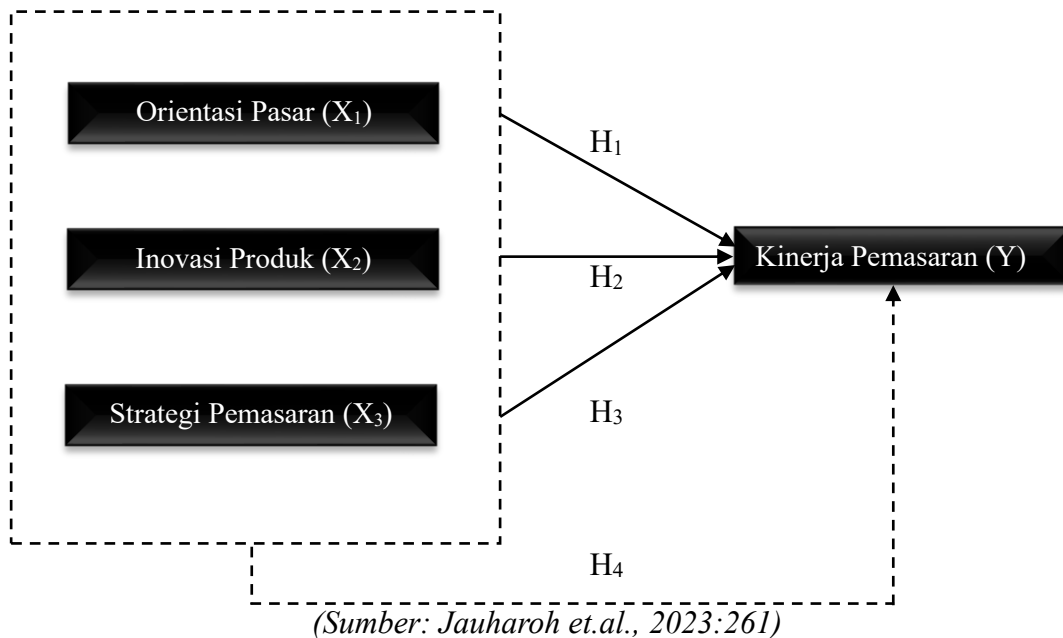 Orientasi Pasar (X₁)
H₁
Inovasi Produk (X₂)
Kinerja Pemasaran (Y)
H₂
Strategi Pemasaran (X₃)
H₃
H₄
(Sumber: Jauharoh et.al., 2023:261)